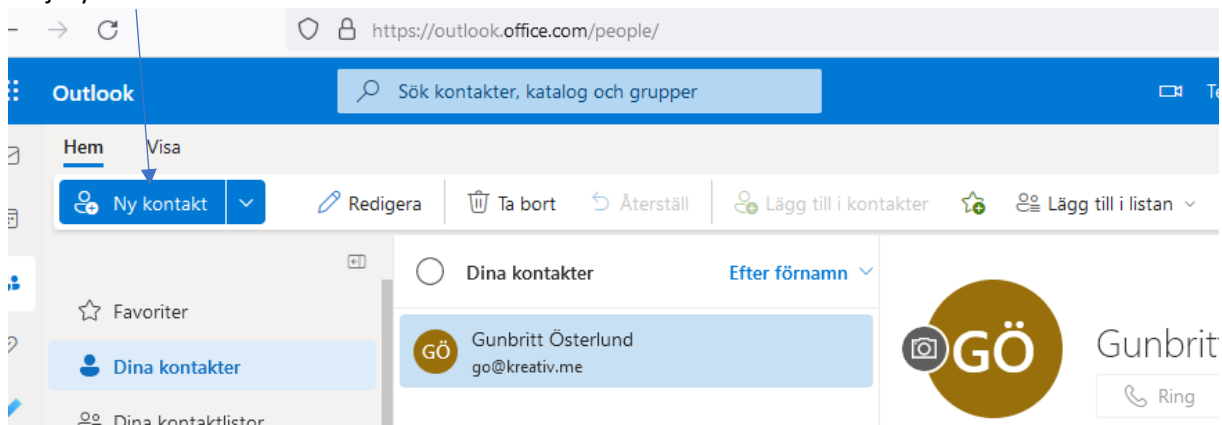 https://outlook.office.com/people/
Outlook
Sök kontakter, katalog och grupper
Hem Visa
Ny kontakt Redigera Ta bort Återställ Lägg till i kontakter Lägg till i listan
Dina kontakter Efter förnamn
Favoriter
GÖ Gunbritt Österlund
go@kreativ.me
GÖ
Dina kontakter
Ring
Dina kontaktlistor